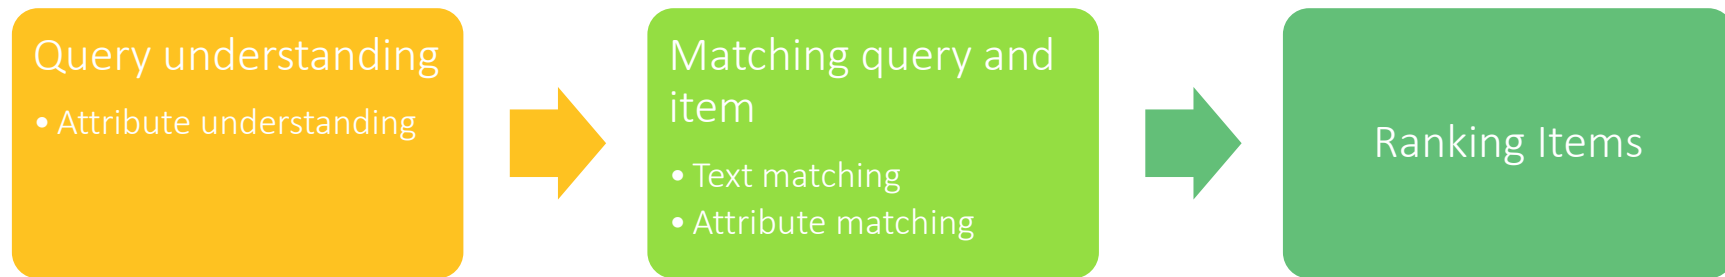 Query understanding
• Attribute understanding
Matching query and
item
• Text matching
• Attribute matching
Ranking Items